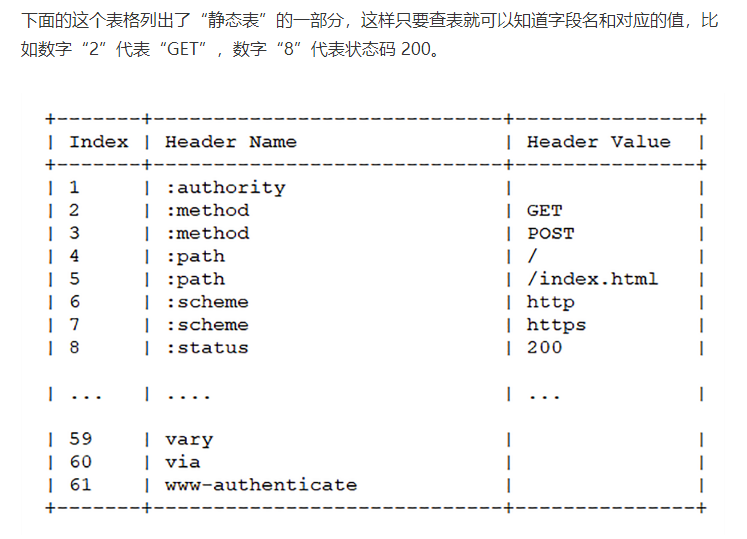 下面的这个表格列出了“静态表”的一部分，这样只要查表就可以知道字段名和对应的值，比
如数字“2”代表“GET”，数字“8”代表状态码 200。
+-------+-----------------------------+---------------+
| Index | Header Name                 | Header Value  |
+-------+-----------------------------+---------------+
| 1     | :authority                  |               |
| 2     | :method                     | GET           |
| 3     | :method                     | POST          |
| 4     | :path                       | /             |
| 5     | :path                       | /index.html   |
| 6     | :scheme                     | http          |
| 7     | :scheme                     | https         |
| 8     | :status                     | 200           |
| ...   | ....                        | ...           |
| 59    | vary                        |               |
| 60    | via                         |               |
| 61    | www-authenticate            |               |
+-------+-----------------------------+---------------+